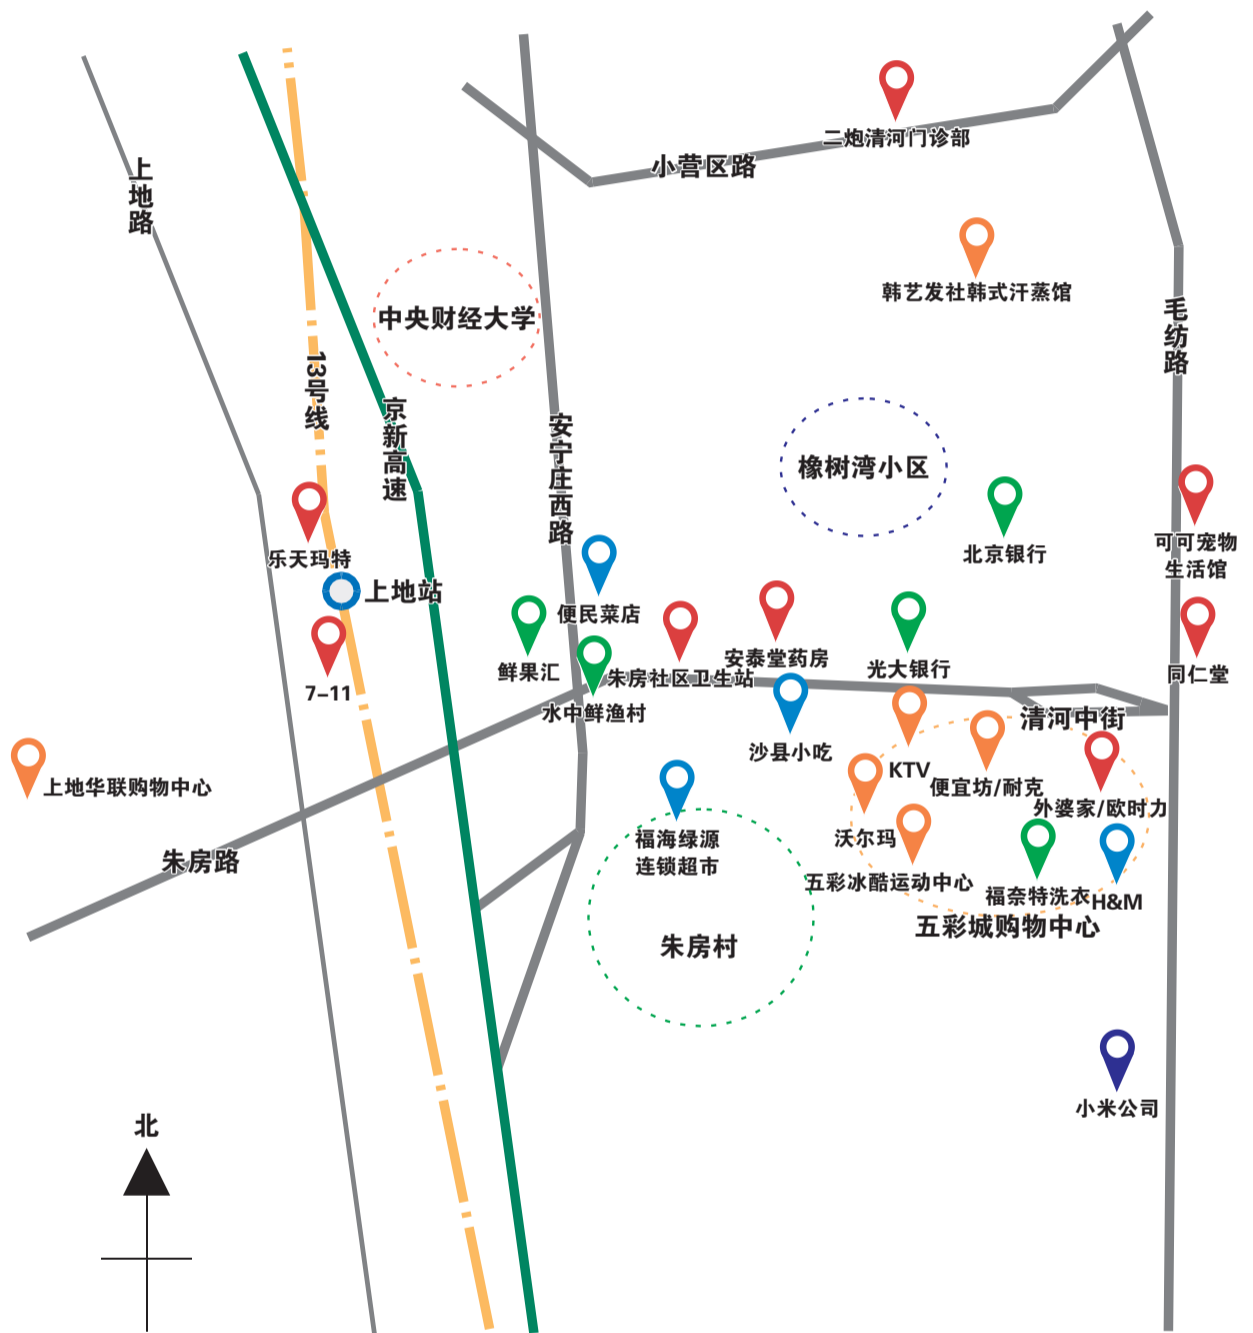 二炮清河门诊部
小营区路
上地路
韩艺发社韩式汗蒸馆
中央财经大学
毛纺路
13号线
京新高速
安宁庄西路
橡树湾小区
北京银行
可可宠物
生活馆
乐天玛特
上地站
便民菜店
鲜果汇
朱房社区卫生站
安泰堂药房
光大银行
同仁堂
7-11
水中鲜渔村
清河中街
沙县小吃
KTV
便宜坊/耐克
上地华联购物中心
外婆家/欧时力
沃尔玛
福海绿源
连锁超市
朱房路
五彩冰酷运动中心
福奈特洗衣
H&M
五彩城购物中心
朱房村
小米公司
北